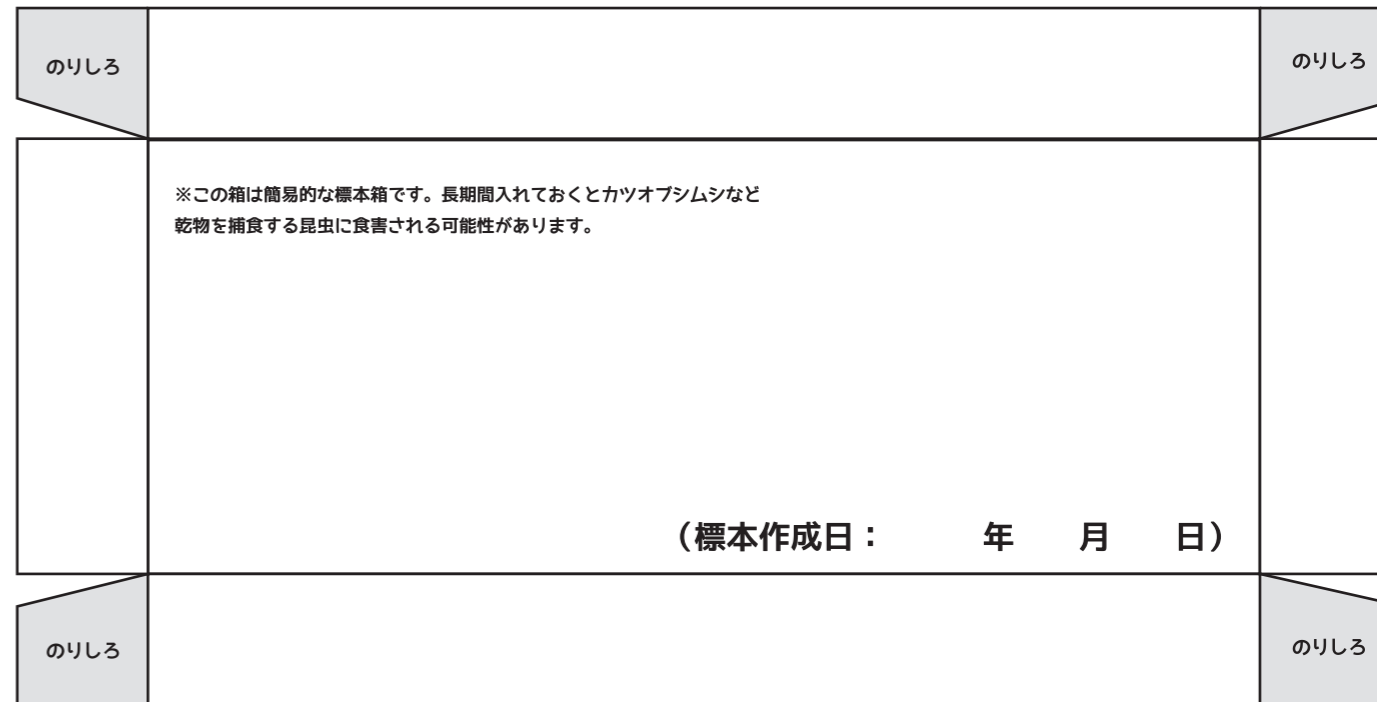 のりしろ
のりしろ
※この箱は簡易的な標本箱です。長期間入れておくとカツオブシムシなど
乾物を捕食する昆虫に食害される可能性があります。
（標本作成日：　　　年　　月　　日）
のりしろ
のりしろ